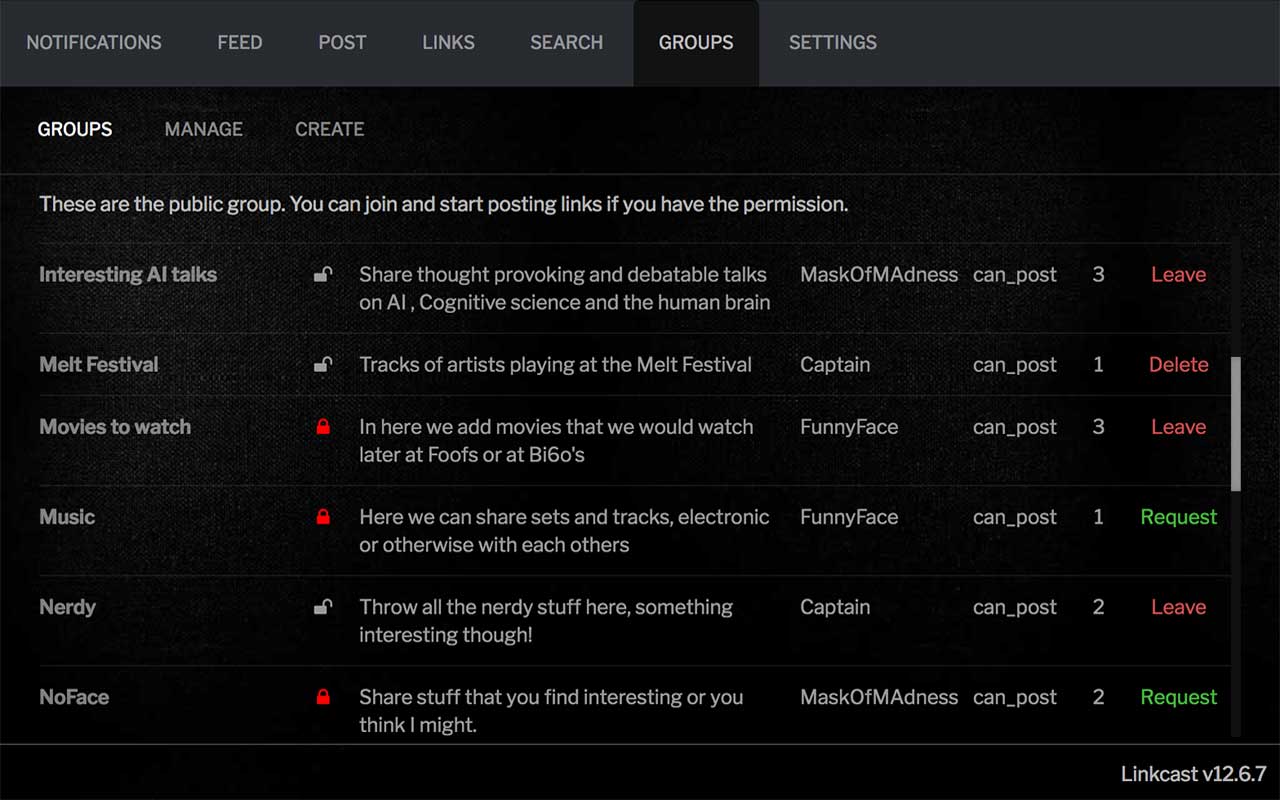 NOTIFICATIONS FEED POST LINKS SEARCH GROUPS SETTINGS
GROUPS MANAGE CREATE
These are the public group. You can join and start posting links if you have the permission.
Interesting AI talks Share thought provoking and debatable talks MaskOfMAdness can_post 3 Leave
on AI , Cognitive science and the human brain
Melt Festival Tracks of artists playing at the Melt Festival Captain can_post 1 Delete
Movies to watch In here we add movies that we would watch FunnyFace can_post 3 Leave
later at Foofs or at Bi6o's
Music Here we can share sets and tracks, electronic FunnyFace can_post 1 Request
or otherwise with each others
Nerdy Throw all the nerdy stuff here, something Captain can_post 2 Leave
interesting though!
NoFace Share stuff that you find interesting or you MaskOfMAdness can_post 2 Request
think I might.
Linkcast v12.6.7